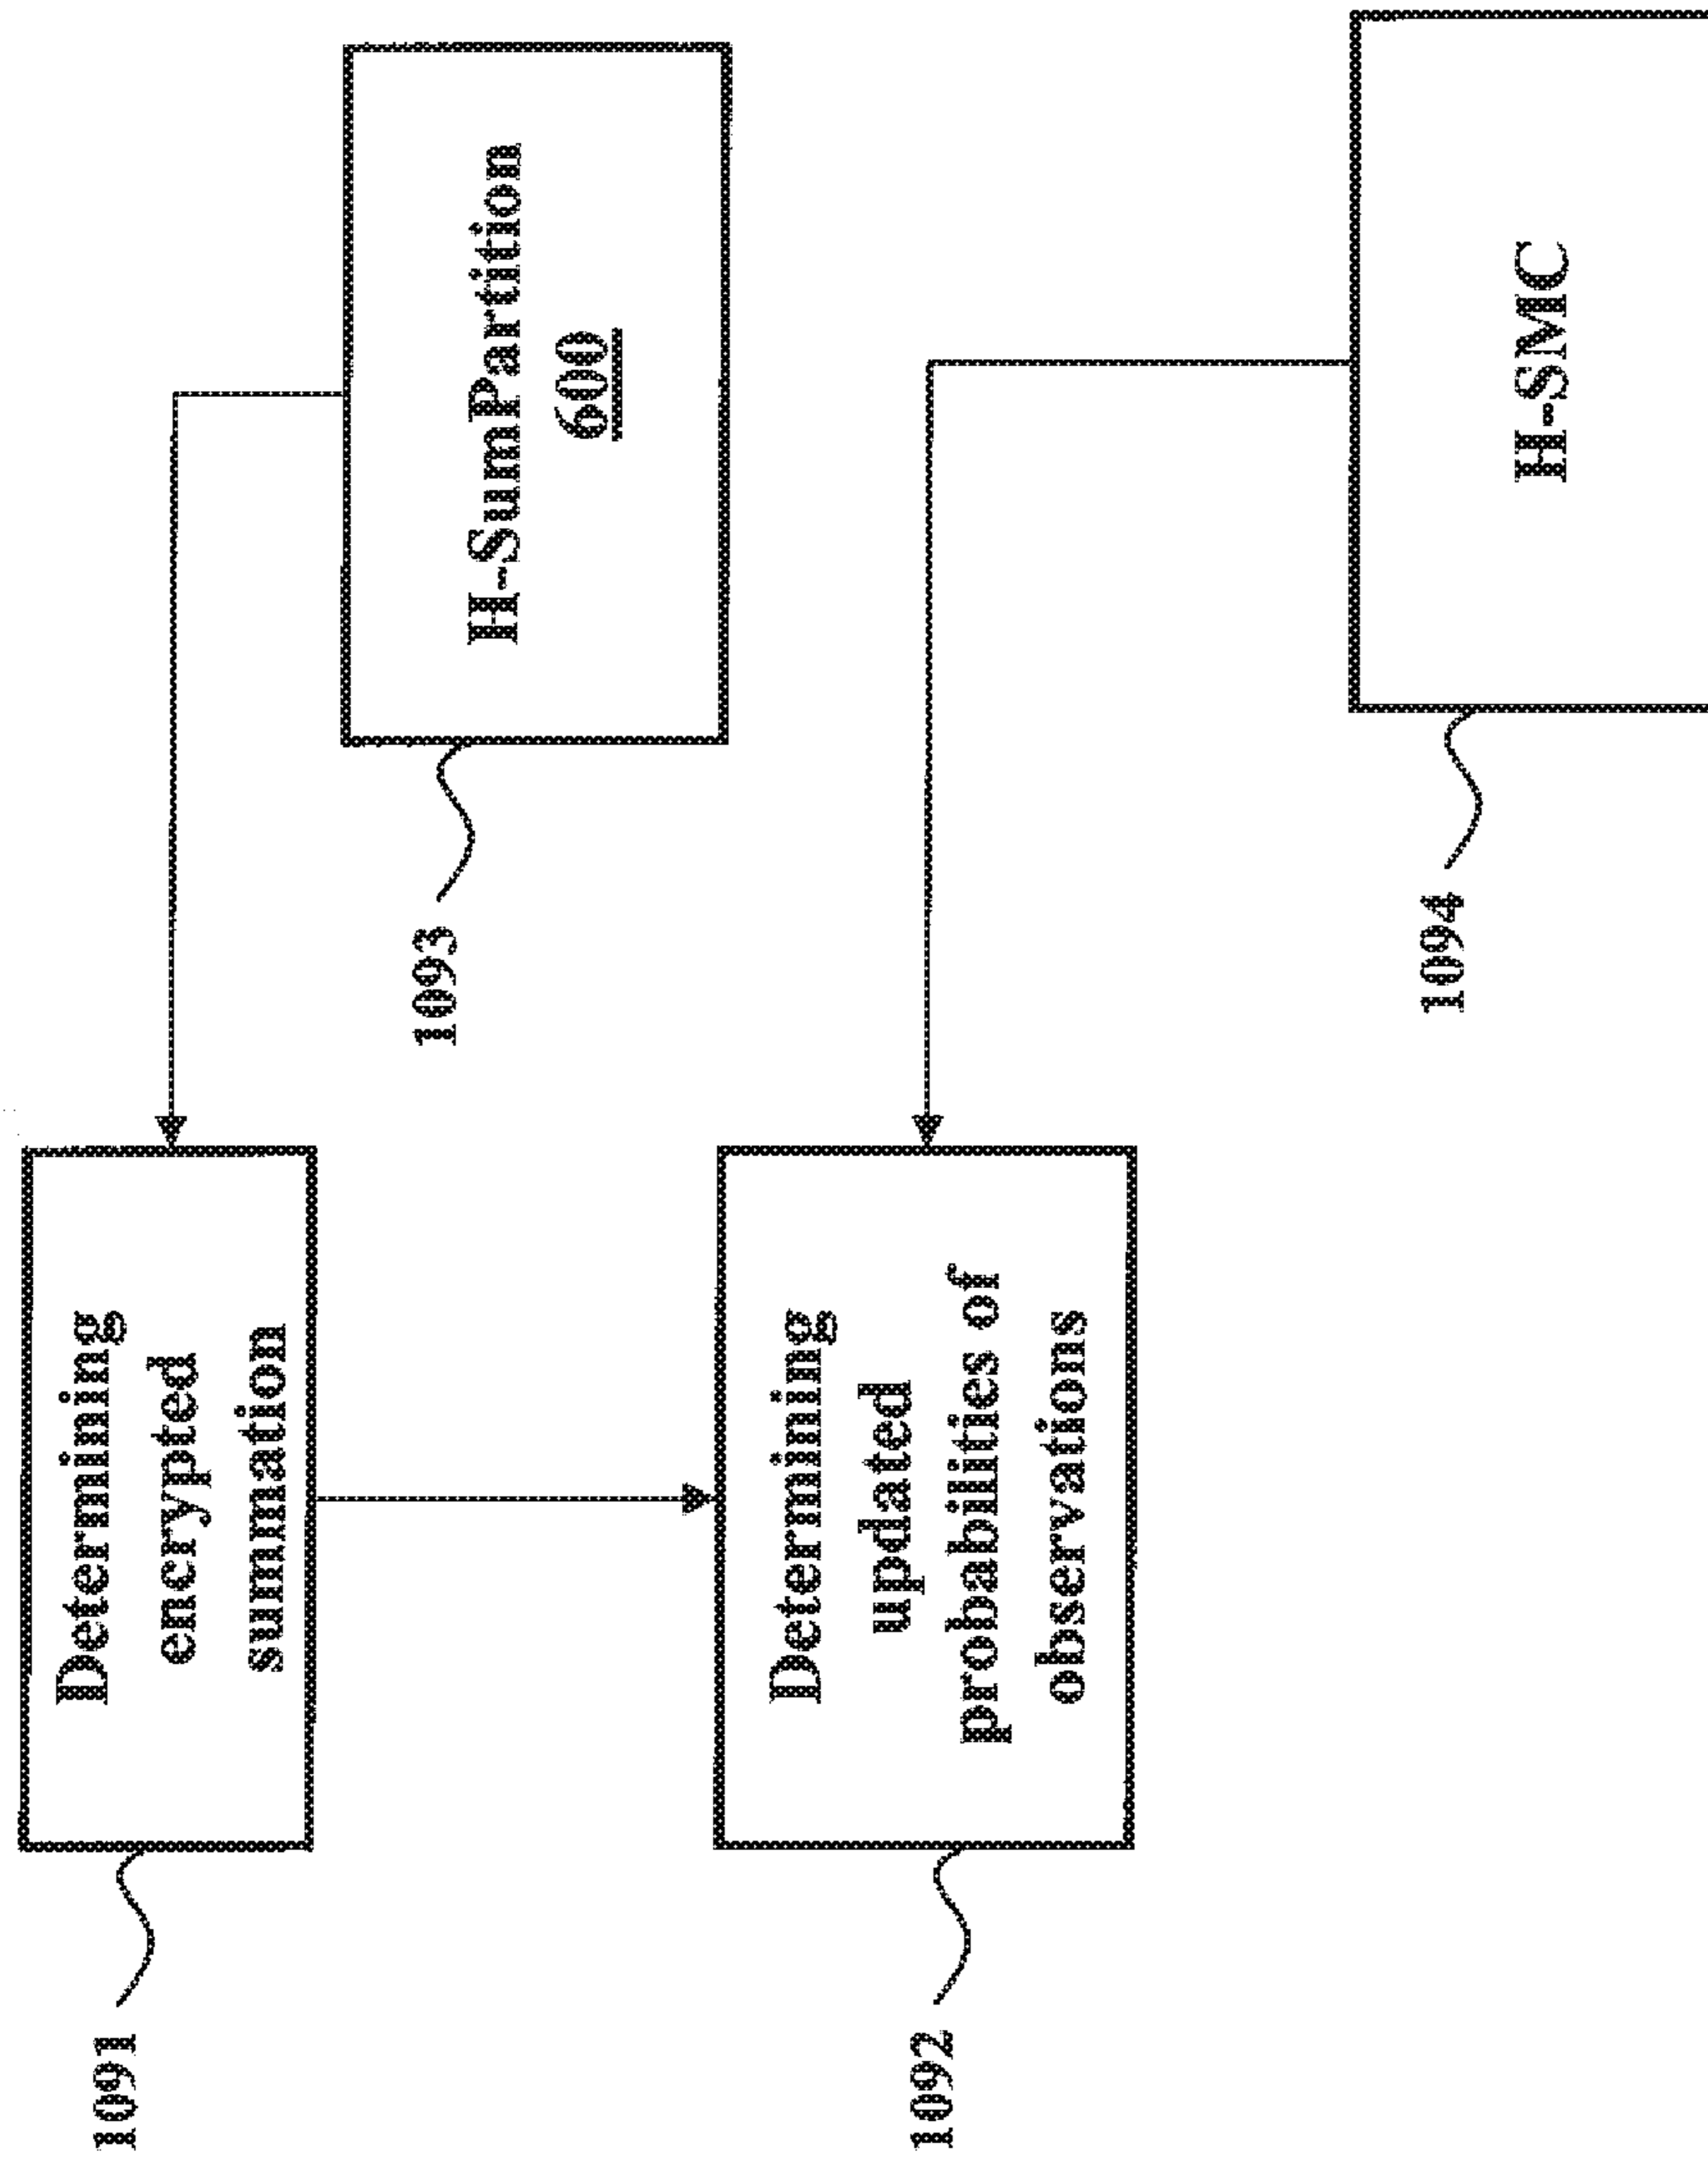 1091
Determining
encrypted
summation
1093
H-SumPartition
600
1092
Determining
updated
probabilities of
observations
1094
H-SMC